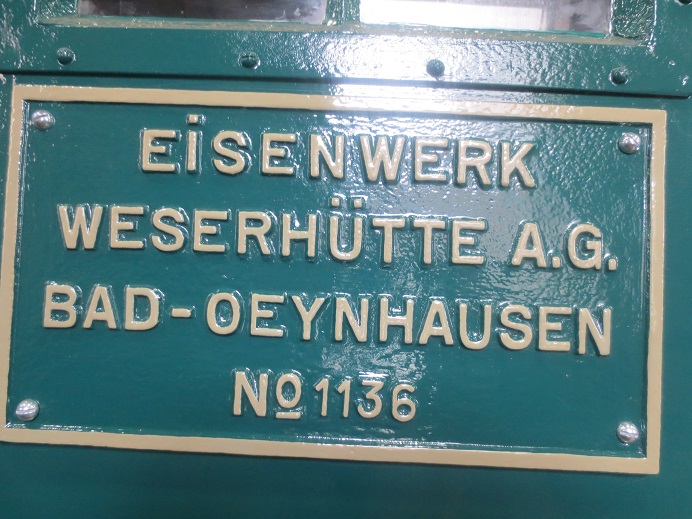 EiSENWERK
WESERHÜTTE A.G.
BAD-OEYNHAUSEN
Nº 1136